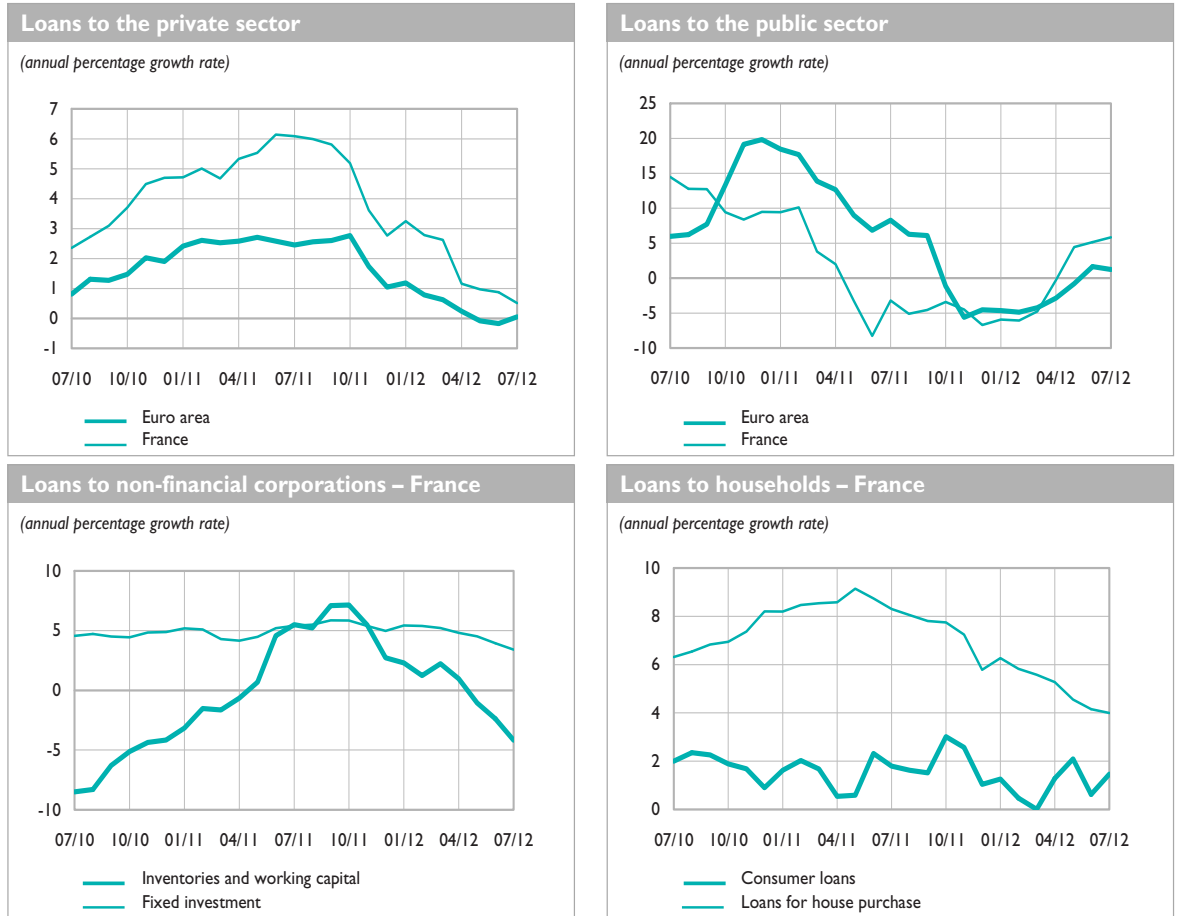 Loans to the private sector
(annual percentage growth rate)
7
6
5
4
3
2
1
0
-1
07/10 10/10 01/11 04/11 07/11 10/11 01/12 04/12 07/12
Euro area
France
Loans to the public sector
(annual percentage growth rate)
25
20
15
10
5
0
-5
-10
07/10 10/10 01/11 04/11 07/11 10/11 01/12 04/12 07/12
Euro area
France
Loans to non-financial corporations – France
(annual percentage growth rate)
10
5
0
-5
-10
07/10 10/10 01/11 04/11 07/11 10/11 01/12 04/12 07/12
Inventories and working capital
Fixed investment
Loans to households – France
(annual percentage growth rate)
10
8
6
4
2
0
07/10 10/10 01/11 04/11 07/11 10/11 01/12 04/12 07/12
Consumer loans
Loans for house purchase